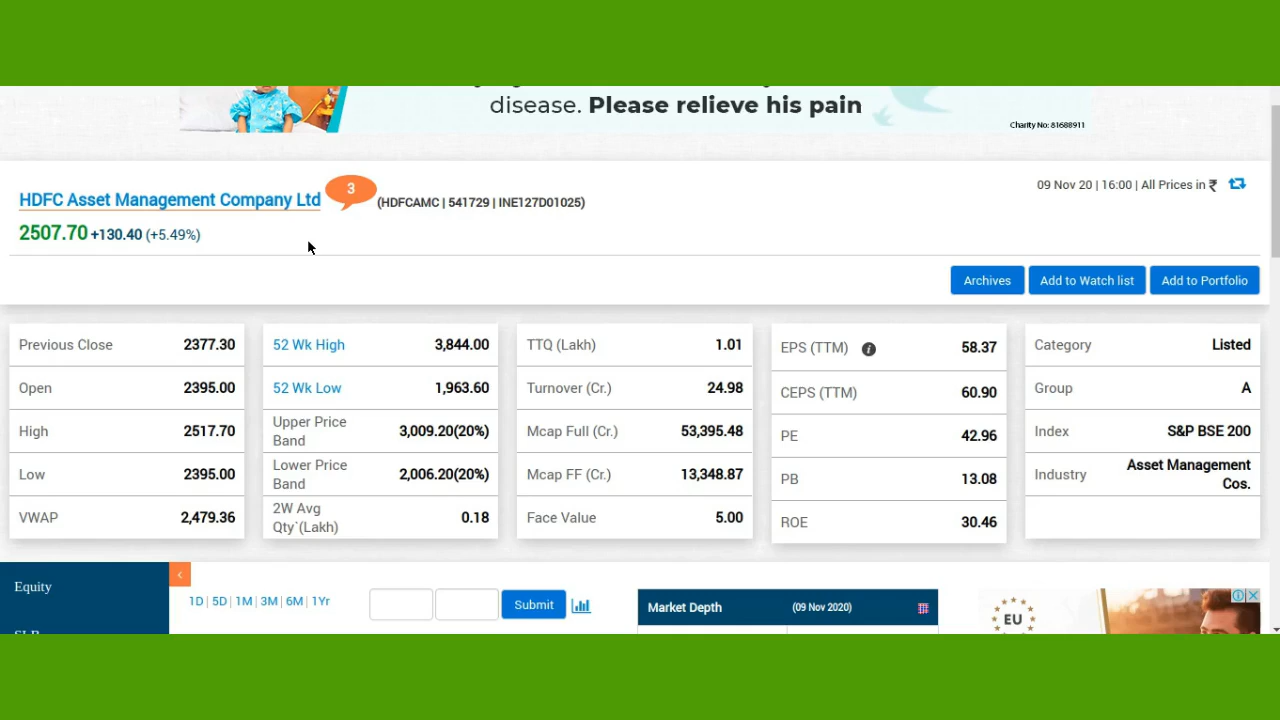 disease. Please relieve his pain
Charity No: 81688911
HDFC Asset Management Company Ltd
3
(HDFCAMC | 541729 | INE127D01025)
09 Nov 20 | 16:00 | All Prices in ₹
2507.70 +130.40 (+5.49%)
Archives
Add to Watch list
Add to Portfolio
Previous Close 2377.30
Open 2395.00
High 2517.70
Low 2395.00
VWAP 2,479.36
52 Wk High 3,844.00
52 Wk Low 1,963.60
Upper Price
Band 3,009.20(20%)
Lower Price
Band 2,006.20(20%)
2W Avg
Qty`(Lakh) 0.18
TTQ (Lakh) 1.01
Turnover (Cr.) 24.98
Mcap Full (Cr.) 53,395.48
Mcap FF (Cr.) 13,348.87
Face Value 5.00
EPS (TTM) i 58.37
CEPS (TTM) 60.90
PE 42.96
PB 13.08
ROE 30.46
Category Listed
Group A
Index S&P BSE 200
Industry Asset Management
Cos.
Equity
1D | 5D | 1M | 3M | 6M | 1Yr
Submit
Market Depth (09 Nov 2020)
EU